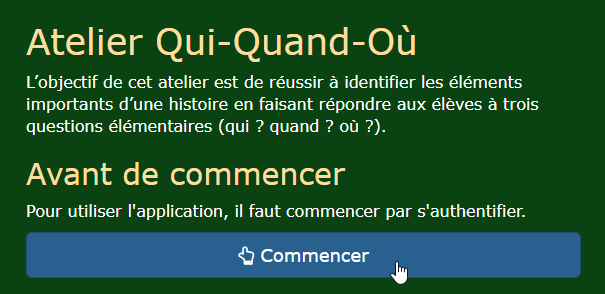 Atelier Qui-Quand-Où
L’objectif de cet atelier est de réussir à identifier les éléments
importants d’une histoire en faisant répondre aux élèves à trois
questions élémentaires (qui ? quand ? où ?).
Avant de commencer
Pour utiliser l'application, il faut commencer par s'authentifier.
Commencer